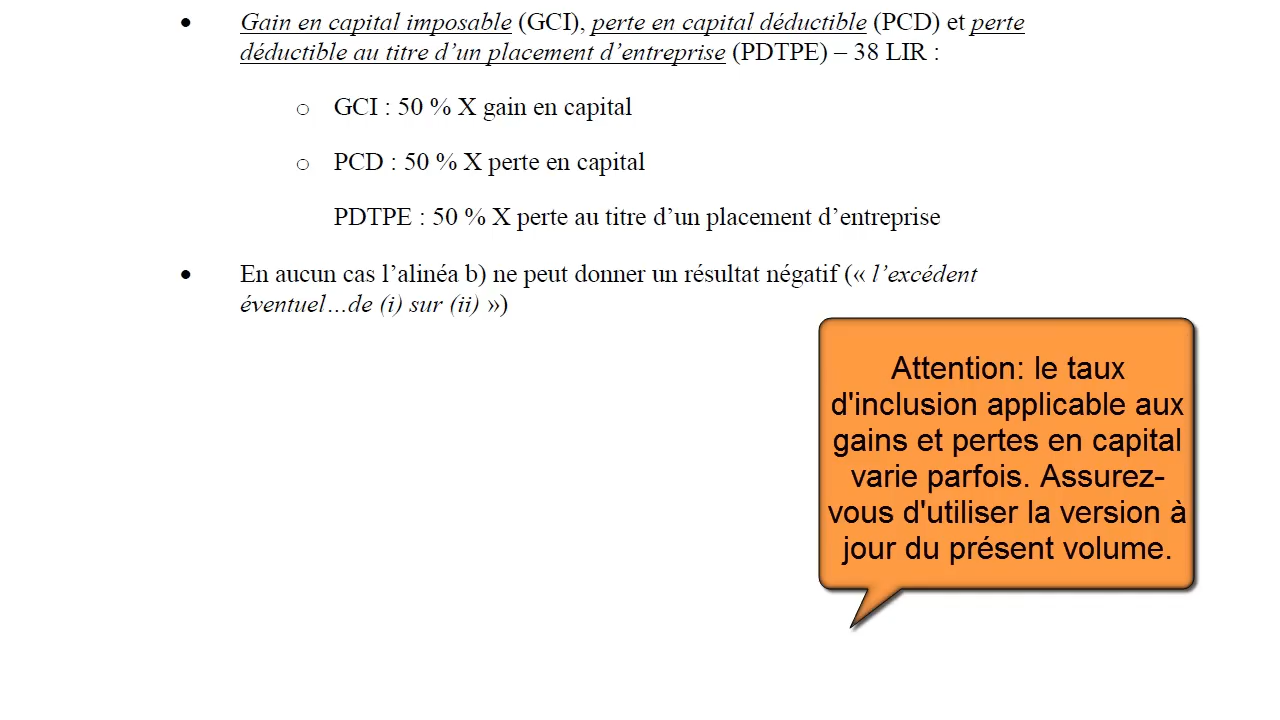 • Gain en capital imposable (GCI), perte en capital déductible (PCD) et perte
déductible au titre d’un placement d’entreprise (PDTPE) – 38 LIR :
o GCI : 50 % X gain en capital
o PCD : 50 % X perte en capital
PDTPE : 50 % X perte au titre d’un placement d’entreprise
• En aucun cas l’alinéa b) ne peut donner un résultat négatif (« l’excédent
éventuel…de (i) sur (ii) »)
Attention: le taux
d'inclusion applicable aux
gains et pertes en capital
varie parfois. Assurez-
vous d'utiliser la version à
jour du présent volume.